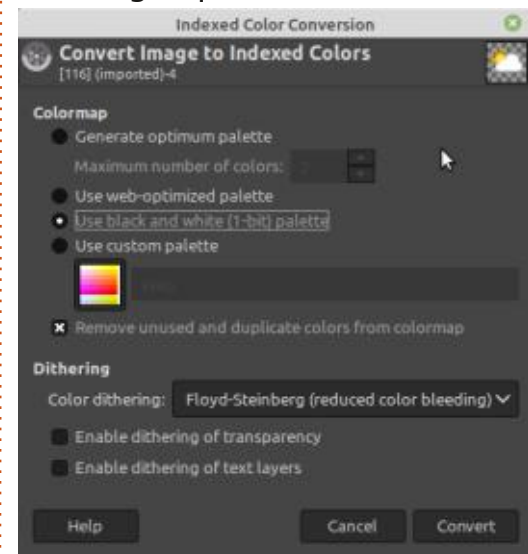 Indexed Color Conversion
Convert Image to Indexed Colors
[116] (imported)-4
Colormap
Generate optimum palette
Maximum number of colors:
Use web-optimized palette
Use black and white (1-bit) palette
Use custom palette
Remove unused and duplicate colors from colormap
Dithering
Color dithering: Floyd-Steinberg (reduced color bleeding)
Enable dithering of transparency
Enable dithering of text layers
Help Cancel Convert